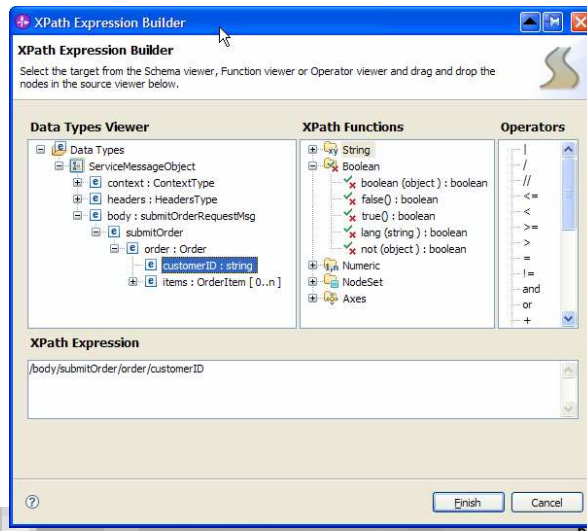 XPath Expression Builder
XPath Expression Builder
Select the target from the Schema viewer, Function viewer or Operator viewer and drag and drop the
nodes in the source viewer below.
Data Types Viewer
Data Types
ServiceMessageObject
context : ContextType
headers : HeadersType
body : submitOrderRequestMsg
submitOrder
order : Order
customerID : string
items : OrderItem [ 0..n ]
XPath Functions
String
Boolean
boolean (object ) : boolean
false() : boolean
true() : boolean
lang (string ) : boolean
not (object ) : boolean
Numeric
NodeSet
Axes
Operators
|
/
//
<=
<
>=
>
=
!=
and
or
+
XPath Expression
/body/submitOrder/order/customerID
Finish
Cancel